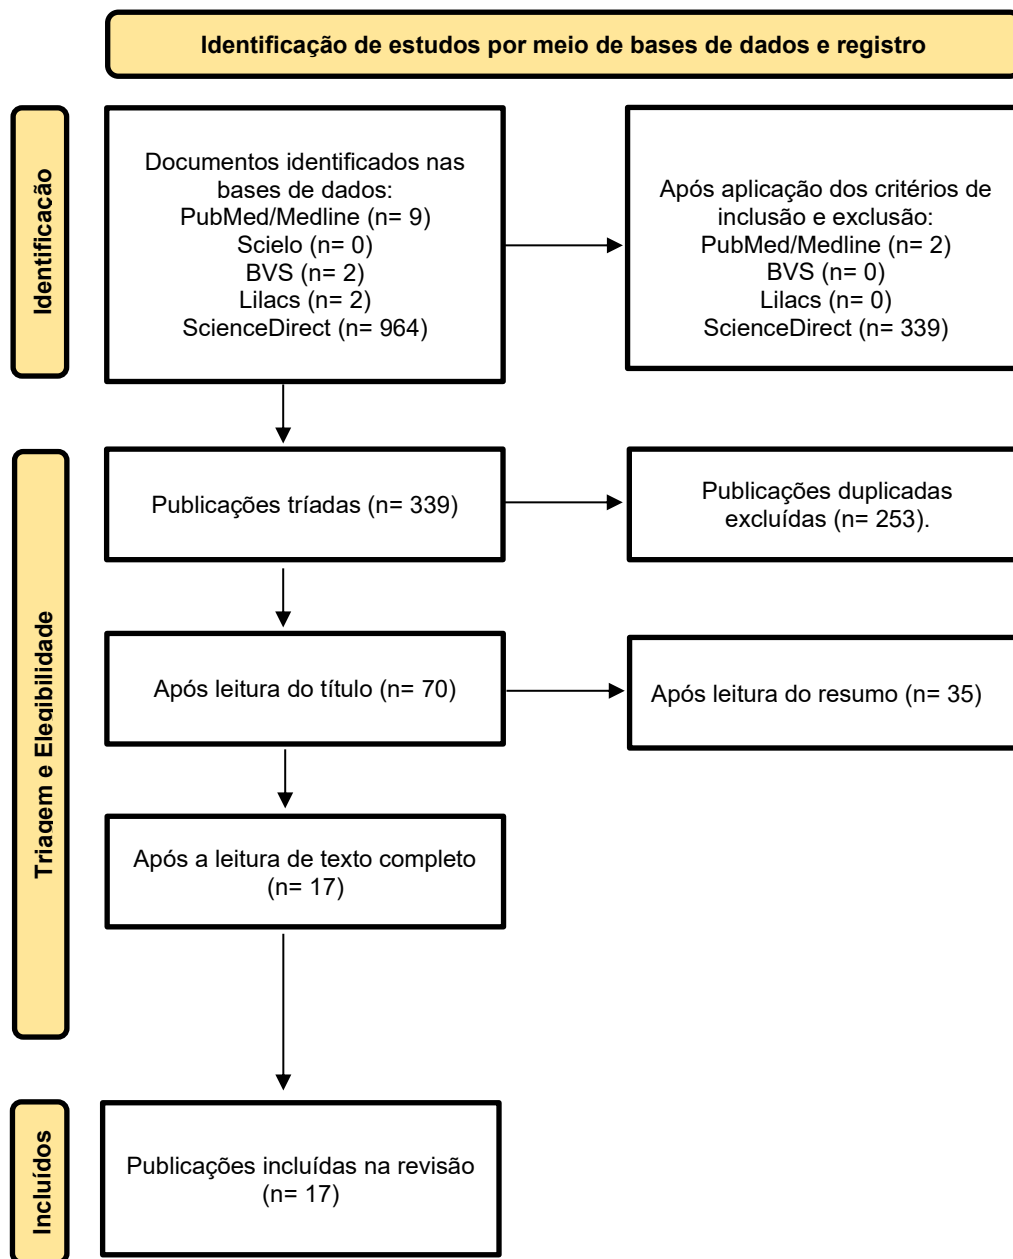 Identificação de estudos por meio de bases de dados e registro
Identificação
Documentos identificados nas
bases de dados:
PubMed/Medline (n= 9)
Scielo (n= 0)
BVS (n= 2)
Lilacs (n= 2)
ScienceDirect (n= 964)
Após aplicação dos critérios de
inclusão e exclusão:
PubMed/Medline (n= 2)
BVS (n= 0)
Lilacs (n= 0)
ScienceDirect (n= 339)
Triagem e Elegibilidade
Publicações tríadas (n= 339)
Publicações duplicadas
excluídas (n= 253).
Após leitura do título (n= 70)
Após leitura do resumo (n= 35)
Após a leitura de texto completo
(n= 17)
Incluídos
Publicações incluídas na revisão
(n= 17)